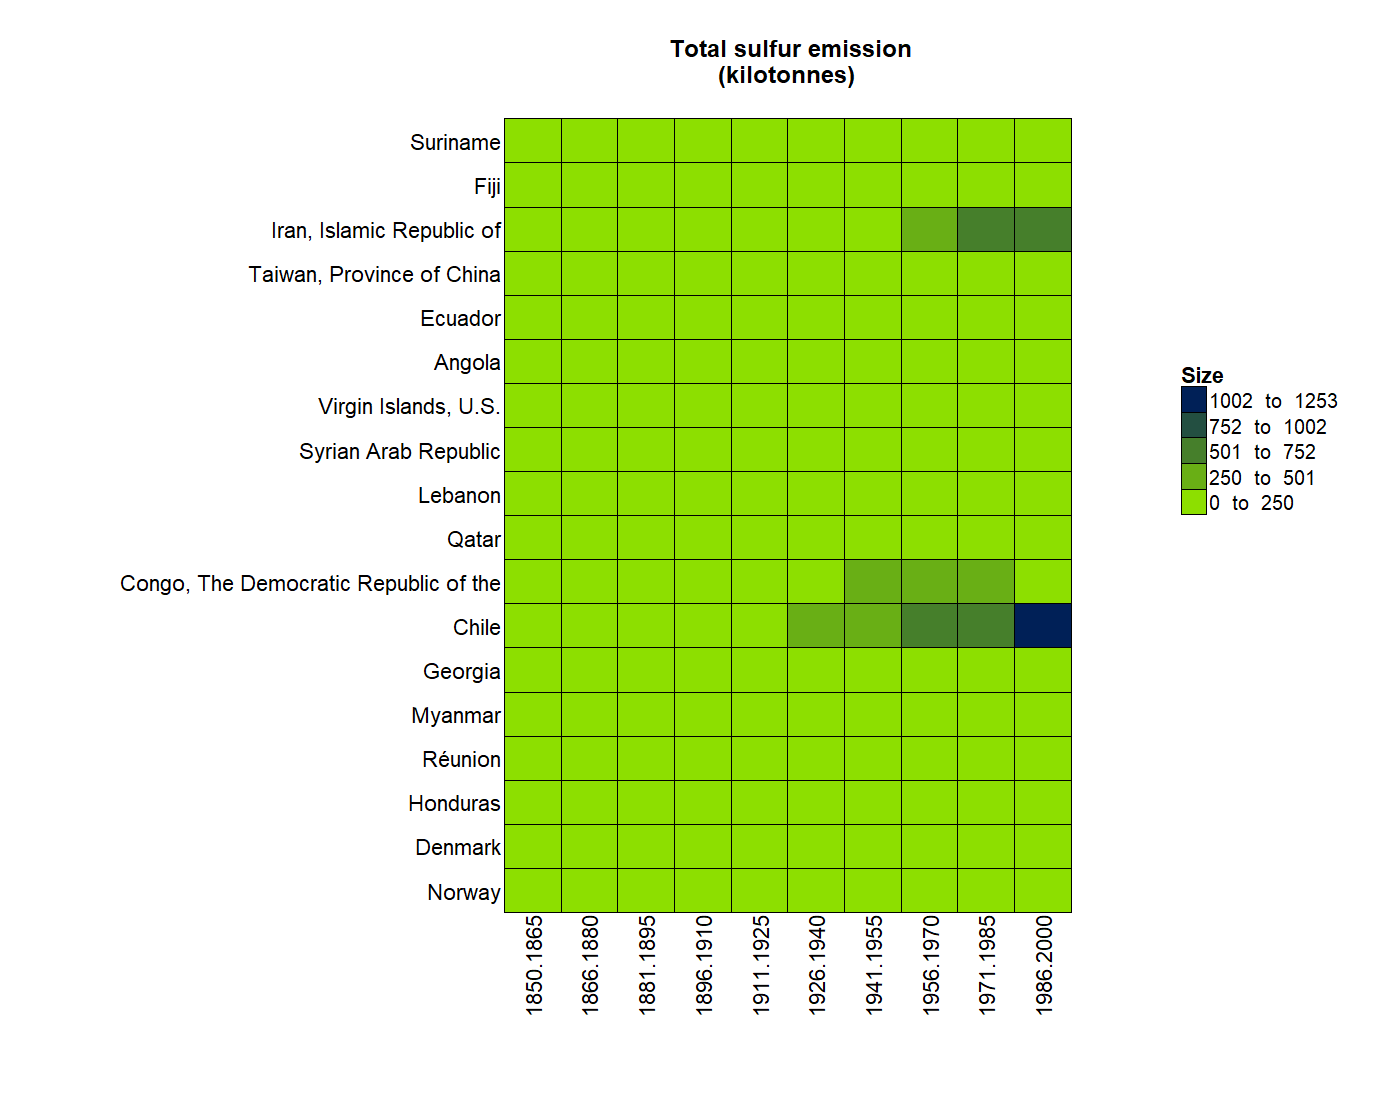 Total sulfur emission
(kilotonnes)
Suriname
Fiji
Iran, Islamic Republic of
Taiwan, Province of China
Ecuador
Angola
Virgin Islands, U.S.
Syrian Arab Republic
Lebanon
Qatar
Congo, The Democratic Republic of the
Chile
Georgia
Myanmar
Réunion
Honduras
Denmark
Norway
1850.1865
1866.1880
1881.1895
1896.1910
1911.1925
1926.1940
1941.1955
1956.1970
1971.1985
1986.2000
Size
1002 to 1253
752 to 1002
501 to 752
250 to 501
0 to 250